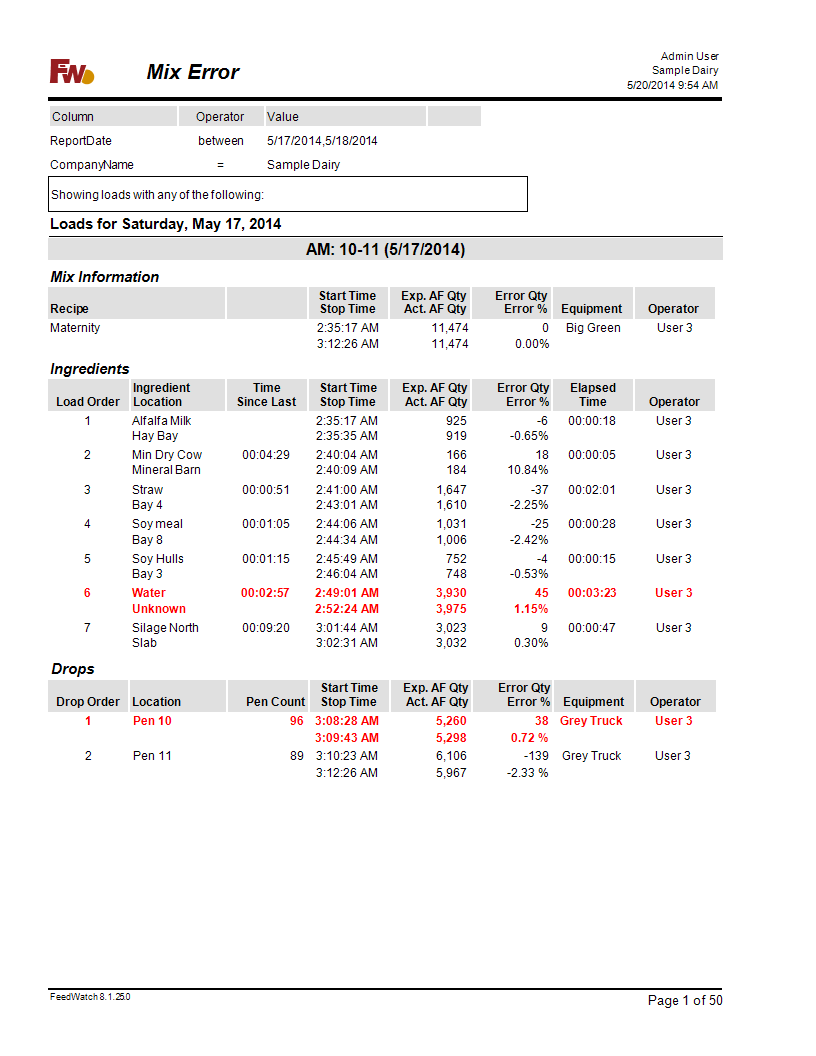 FW
Mix Error
Admin User
Sample Dairy
5/20/2014 9:54 AM
Column Operator Value
ReportDate between 5/17/2014,5/18/2014
CompanyName = Sample Dairy
Showing loads with any of the following:
Loads for Saturday, May 17, 2014
AM: 10-11 (5/17/2014)
Mix Information
Start Time Exp. AF Qty Error Qty
Recipe Stop Time Act. AF Qty Error % Equipment Operator
Maternity 2:35:17 AM 11,474 0 Big Green User 3
3:12:26 AM 11,474 0.00%
Ingredients
Ingredient Time Start Time Exp. AF Qty Error Qty Elapsed
Load Order Location Since Last Stop Time Act. AF Qty Error % Time Operator
1 Alfalfa Milk 2:35:17 AM 925 -6 00:00:18 User 3
Hay Bay 2:35:35 AM 919 -0.65%
2 Min Dry Cow 00:04:29 2:40:04 AM 166 18 00:00:05 User 3
Mineral Barn 2:40:09 AM 184 10.84%
3 Straw 00:00:51 2:41:00 AM 1,647 -37 00:02:01 User 3
Bay 4 2:43:01 AM 1,610 -2.25%
4 Soy meal 00:01:05 2:44:06 AM 1,031 -25 00:00:28 User 3
Bay 8 2:44:34 AM 1,006 -2.42%
5 Soy Hulls 00:01:15 2:45:49 AM 752 -4 00:00:15 User 3
Bay 3 2:46:04 AM 748 -0.53%
6 Water 00:02:57 2:49:01 AM 3,930 45 00:03:23 User 3
Unknown 2:52:24 AM 3,975 1.15%
7 Silage North 00:09:20 3:01:44 AM 3,023 9 00:00:47 User 3
Slab 3:02:31 AM 3,032 0.30%
Drops
Start Time Exp. AF Qty Error Qty
Drop Order Location Pen Count Stop Time Act. AF Qty Error % Equipment Operator
1 Pen 10 96 3:08:28 AM 5,260 38 Grey Truck User 3
3:09:43 AM 5,298 0.72 %
2 Pen 11 89 3:10:23 AM 6,106 -139 Grey Truck User 3
3:12:26 AM 5,967 -2.33 %
FeedWatch 8.1.25.0
Page 1 of 50